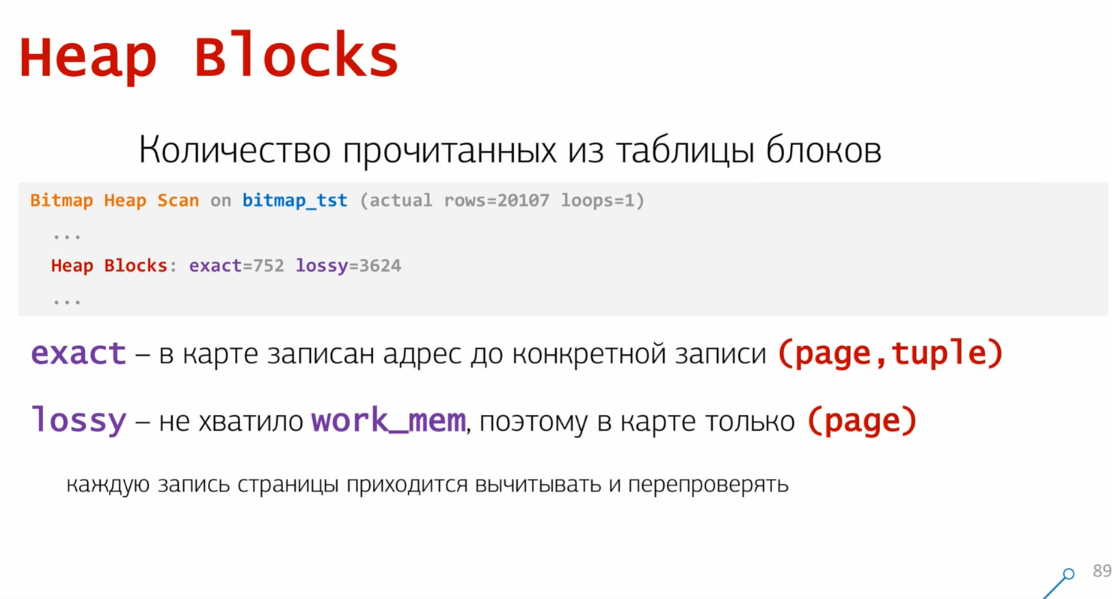 Heap Blocks
Количество прочитанных из таблицы блоков
Bitmap Heap Scan on bitmap_tst (actual rows=20107 loops=1)
...
Heap Blocks: exact=752 lossy=3624
...
exact – в карте записан адрес до конкретной записи (page,tuple)
lossy – не хватило work_mem, поэтому в карте только (page)
каждую запись страницы приходится вычитывать и перепроверять
89